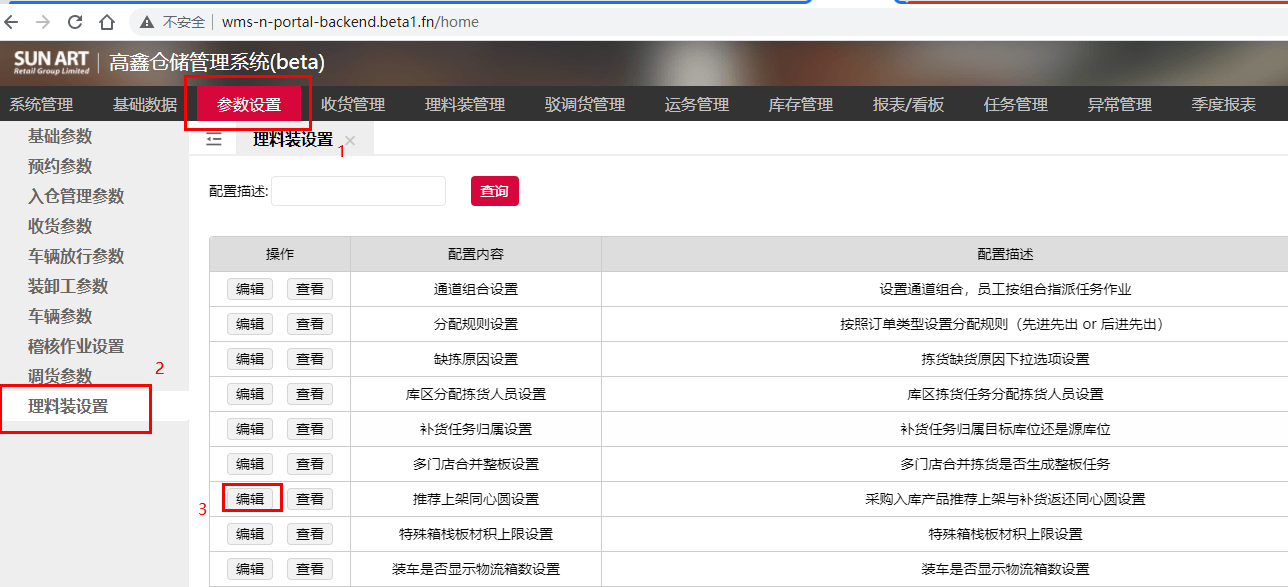 不安全 | wms-n-portal-backend.beta1.fn/home
SUN ART
Retail Group Limited
高鑫仓储管理系统(beta)
系统管理 基础数据 参数设置 收货管理 理料装管理 驳调货管理 运务管理 库存管理 报表/看板 任务管理 异常管理 季度报表
基础参数
预约参数
入仓管理参数
收货参数
车辆放行参数
装卸工参数
车辆参数
稽核作业设置
调货参数
2
理料装设置
理料装设置 ×
1
配置描述: 查询
操作 配置内容 配置描述
编辑 查看 通道组合设置 设置通道组合，员工按组合指派任务作业
编辑 查看 分配规则设置 按照订单类型设置分配规则（先进先出 or 后进先出）
编辑 查看 缺拣原因设置 拣货缺货原因下拉选项设置
编辑 查看 库区分配拣货人员设置 库区拣货任务分配拣货人员设置
编辑 查看 补货任务归属设置 补货任务归属目标库位还是源库位
编辑 查看 多门店合并整板设置 多门店合并拣货是否生成整板任务
3 编辑 查看 推荐上架同心圆设置 采购入库产品推荐上架与补货返还同心圆设置
编辑 查看 特殊箱栈板材积上限设置 特殊箱栈板材积上限设置
编辑 查看 装车是否显示物流箱数设置 装车是否显示物流箱数设置